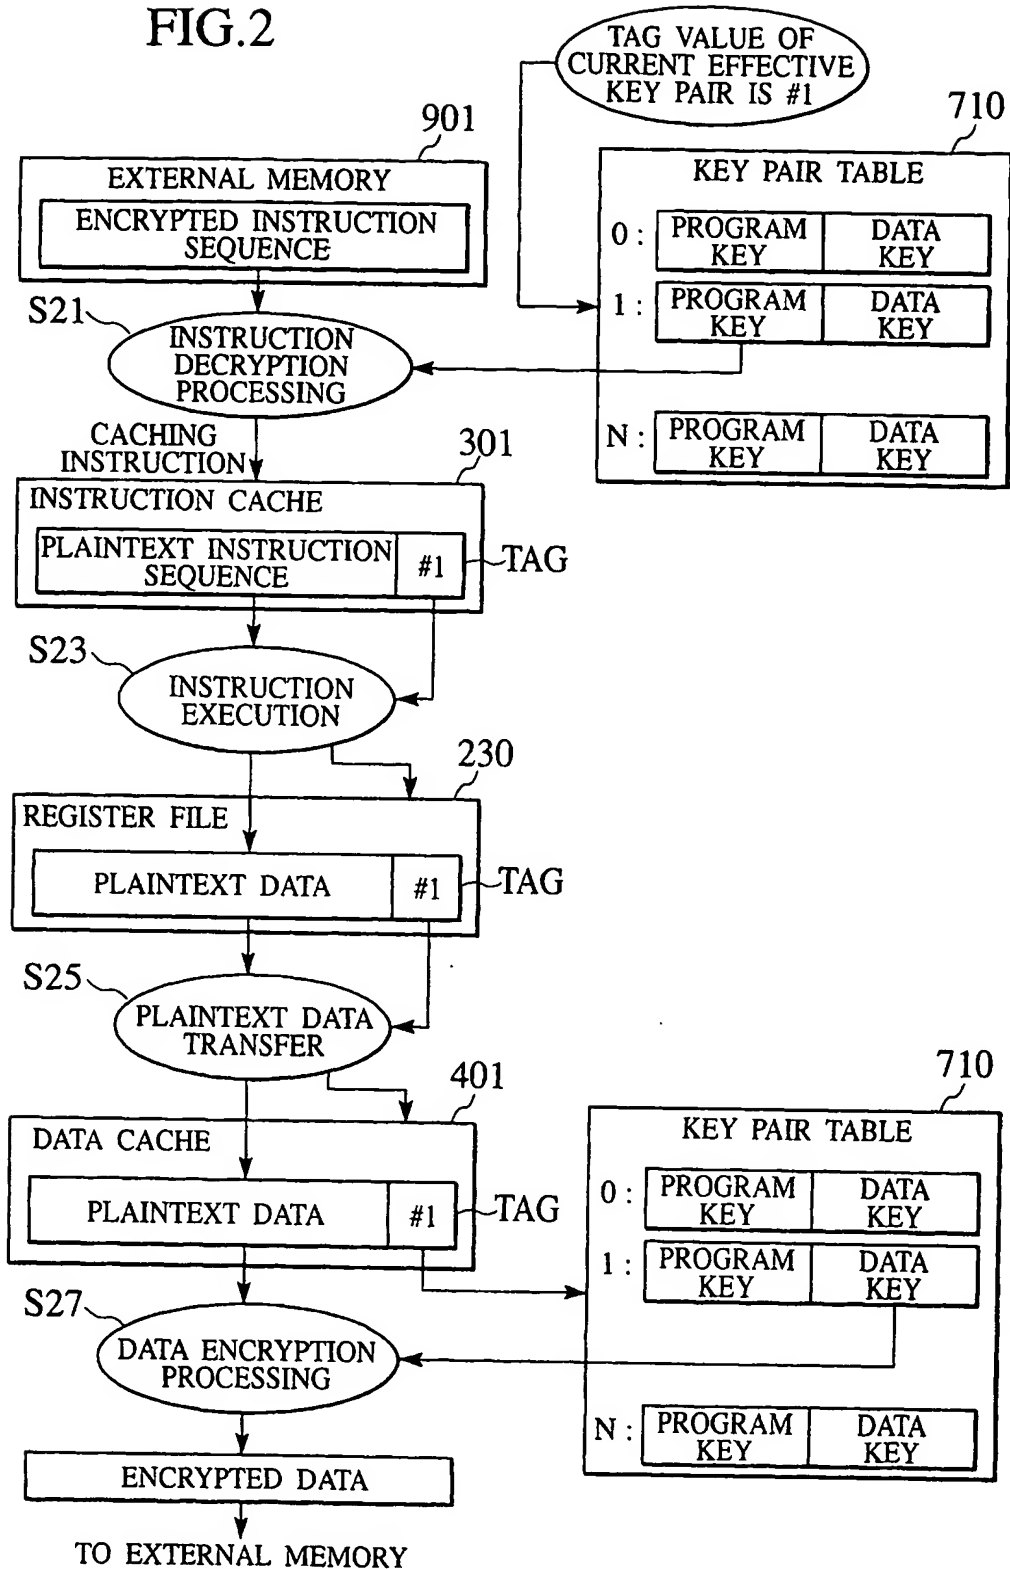 FIG.2
TAG VALUE OF
CURRENT EFFECTIVE
KEY PAIR IS #1
901
EXTERNAL MEMORY
ENCRYPTED INSTRUCTION
SEQUENCE
710
KEY PAIR TABLE
0 : PROGRAM KEY DATA KEY
1 : PROGRAM KEY DATA KEY
N : PROGRAM KEY DATA KEY
S21
INSTRUCTION
DECRYPTION
PROCESSING
CACHING
INSTRUCTION
301
INSTRUCTION CACHE
PLAINTEXT INSTRUCTION
SEQUENCE
#1
TAG
S23
INSTRUCTION
EXECUTION
230
REGISTER FILE
PLAINTEXT DATA
#1
TAG
S25
PLAINTEXT DATA
TRANSFER
401
DATA CACHE
PLAINTEXT DATA
#1
TAG
710
KEY PAIR TABLE
0 : PROGRAM KEY DATA KEY
1 : PROGRAM KEY DATA KEY
N : PROGRAM KEY DATA KEY
S27
DATA ENCRYPTION
PROCESSING
ENCRYPTED DATA
TO EXTERNAL MEMORY